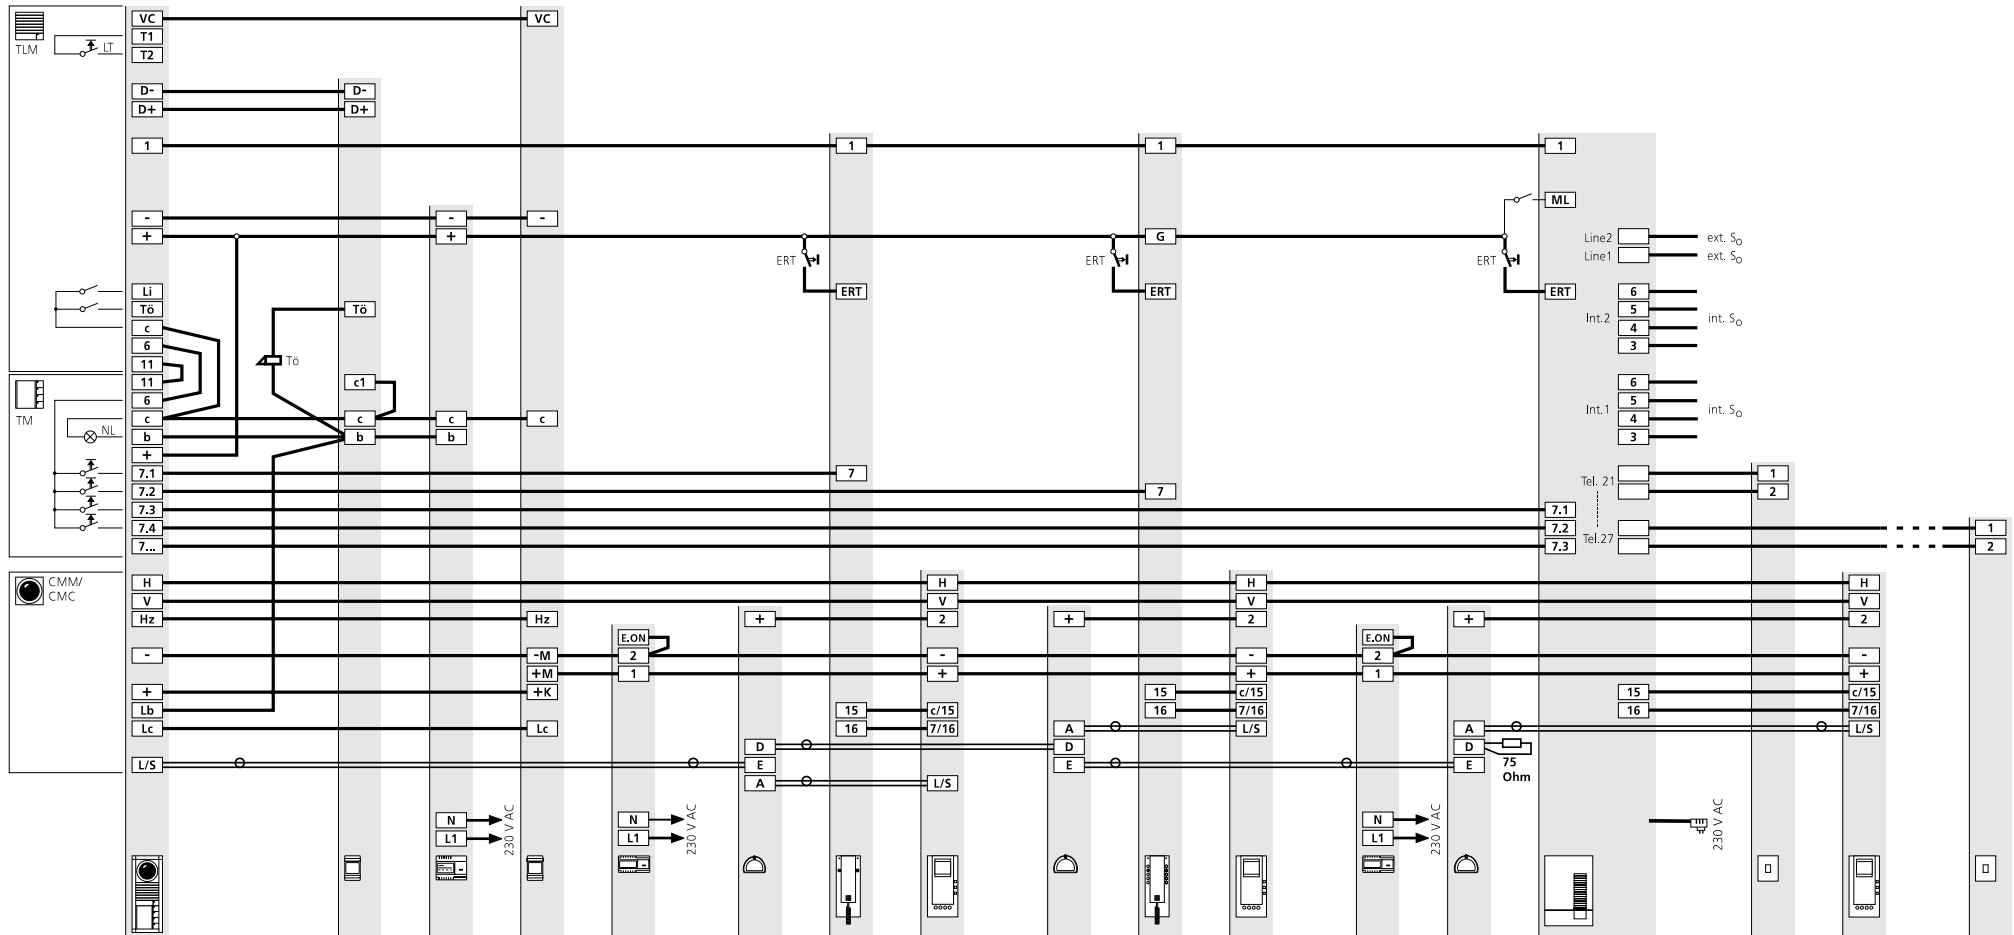 VC VC
TLM LT T1
T2
D- D-
D+ D+
1 1 1 1
ML
- - -
+ + G Line2 ext. SO
ERT ERT ERT Line1 ext. SO
Li ERT ERT ERT 6
Tö Tö 5
Int.2 int. SO
c 4
6 3
11 Tö
11 c1 6
6 5
Int.1 int. SO
TM c c c c 4
NL b b b 3
+
7.1 7 Tel. 21 1
7.2 7 2
7.3 7.1
7.4 7.2 1
7... 7.3 Tel.27 2
CMM/
CMC
H H H H
V V V V
Hz Hz + 2 + 2 + 2
E.ON E.ON
- -M 2 - - 2 -
+M 1 + + 1 +
+ +K 15 c/15 15 c/15
Lb 15 c/15 16 7/16 16 7/16
Lc Lc 16 7/16 A L/S A L/S
D D D
L/S E E E 75
Ohm
A L/S
N N N
L1 L1 L1
230 V AC 230 V AC 230 V AC 230 V AC